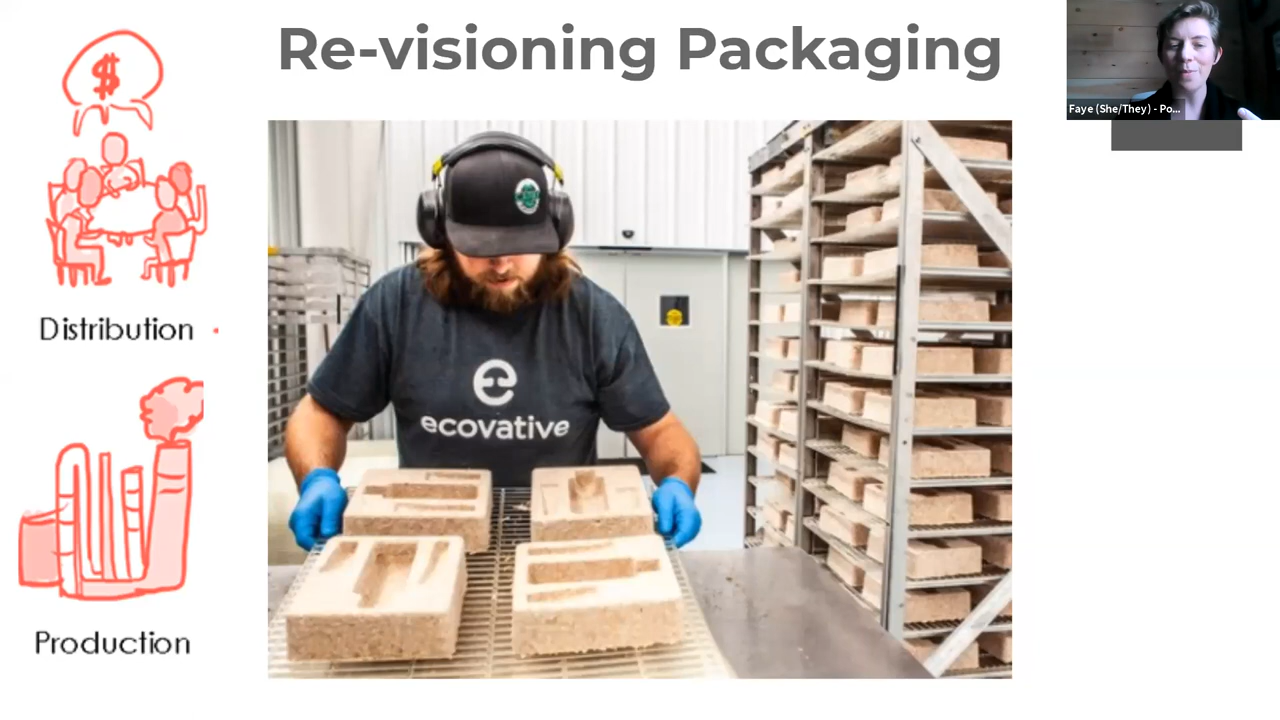 Re-visioning Packaging
Faye (She/They) - Po...
$
Distribution
e
ecovative
Production